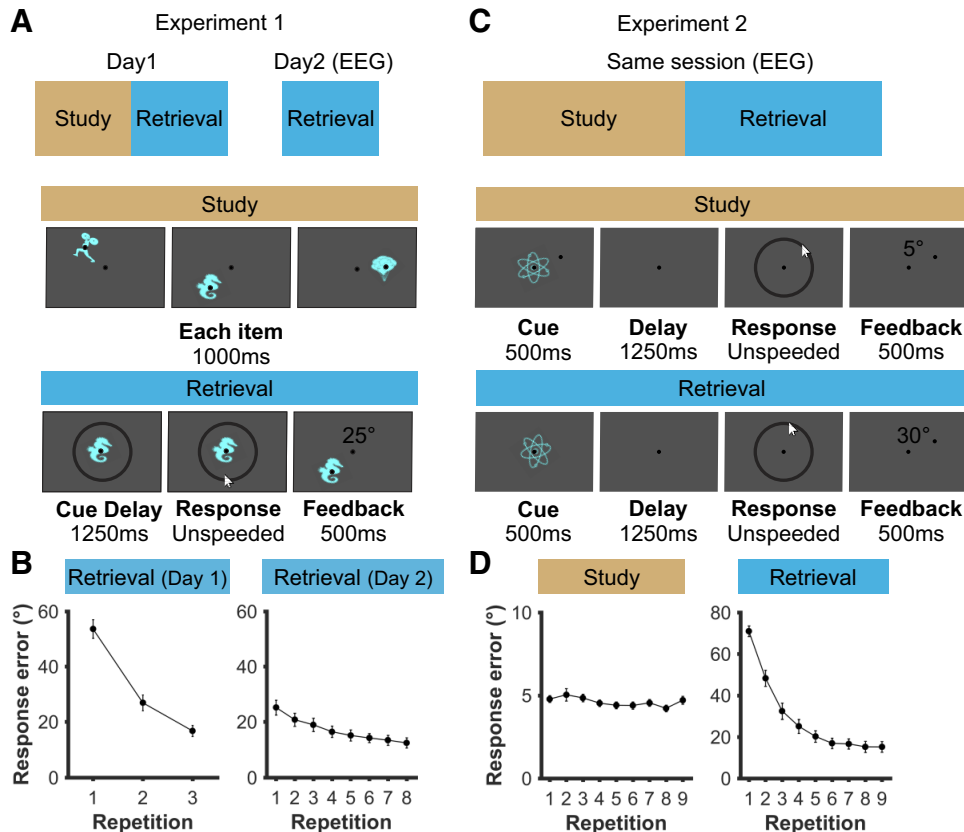 A
Experiment 1
Day1
Day2 (EEG)
Study
Retrieval
Retrieval
Study
Each item
1000ms
Retrieval
25°
Cue Delay
1250ms
Response
Unspeeded
Feedback
500ms
B
Retrieval (Day 1)
Retrieval (Day 2)
Response error (°)
60
40
20
0
1 2 3
Repetition
60
40
20
0
1 2 3 4 5 6 7 8
Repetition
C
Experiment 2
Same session (EEG)
Study
Retrieval
Study
5°
Cue
500ms
Delay
1250ms
Response
Unspeeded
Feedback
500ms
Retrieval
30°
Cue
500ms
Delay
1250ms
Response
Unspeeded
Feedback
500ms
D
Study
Retrieval
Response error (°)
10
5
0
1 2 3 4 5 6 7 8 9
Repetition
80
60
40
20
0
1 2 3 4 5 6 7 8 9
Repetition